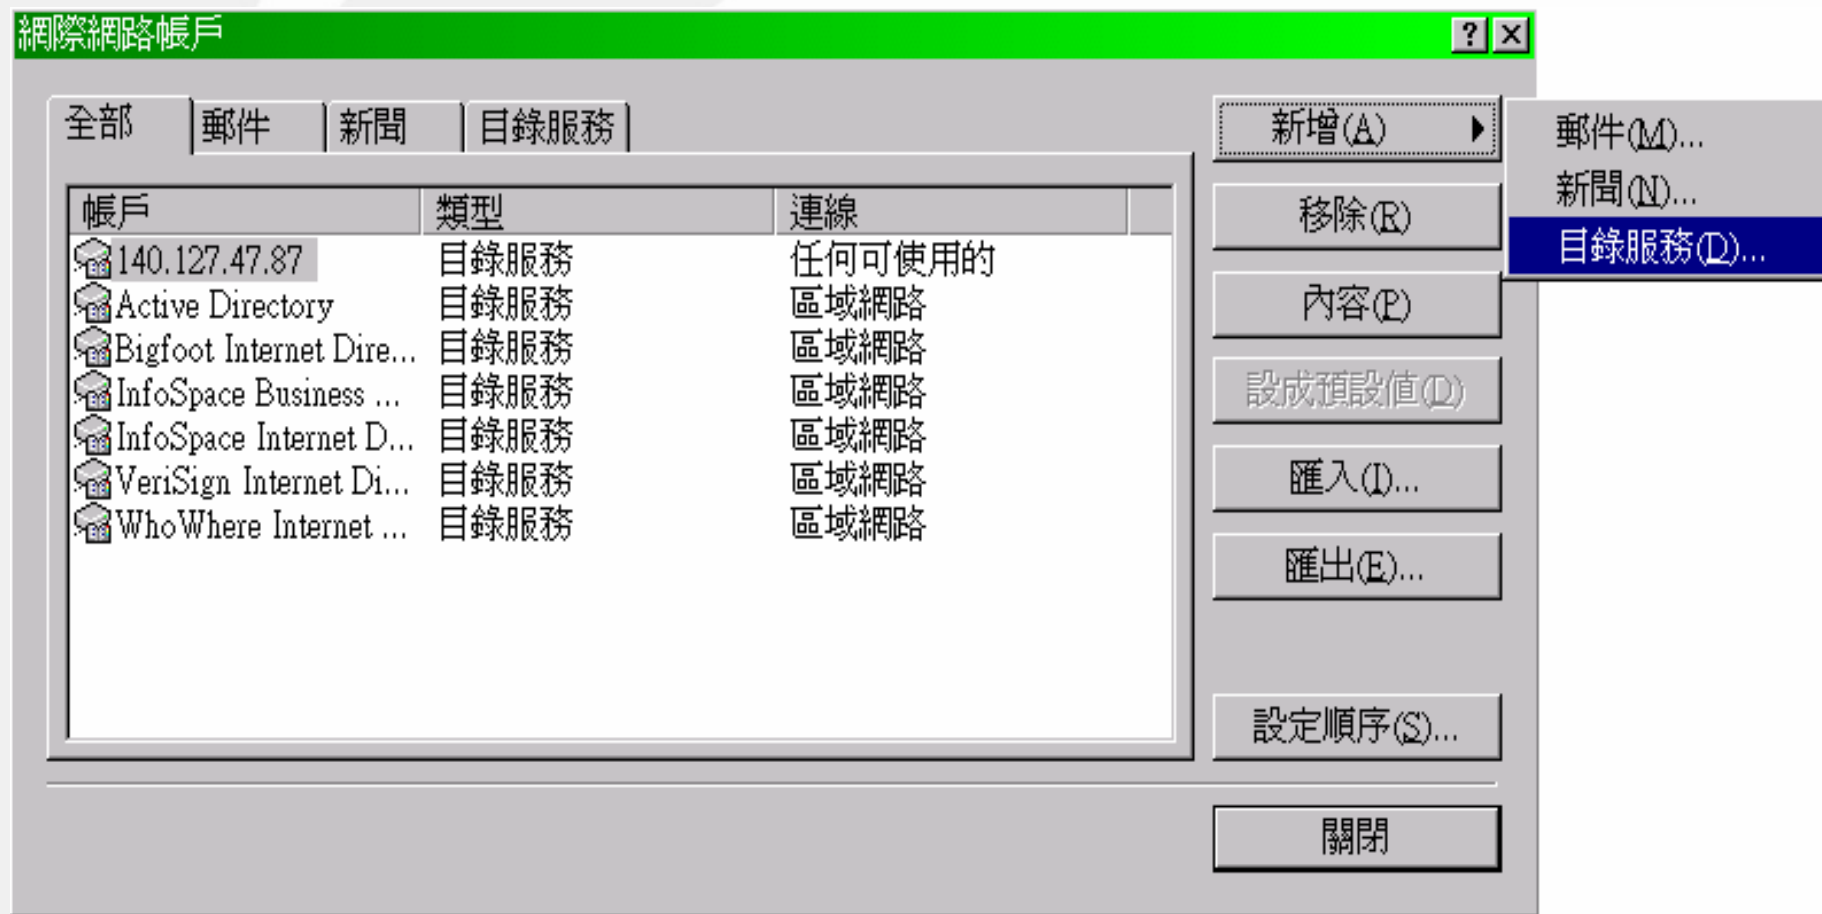 網際網路帳戶
全部 郵件 新聞 目錄服務
帳戶 類型 連線
140.127.47.87 目錄服務 任何可使用的
Active Directory 目錄服務 區域網路
Bigfoot Internet Dire... 目錄服務 區域網路
InfoSpace Business ... 目錄服務 區域網路
InfoSpace Internet D... 目錄服務 區域網路
VeriSign Internet Di... 目錄服務 區域網路
WhoWhere Internet ... 目錄服務 區域網路
新增(A)
移除(R)
內容(P)
設成預設值(D)
匯入(I)...
匯出(E)...
設定順序(S)...
關閉
郵件(M)...
新聞(N)...
目錄服務(D)...